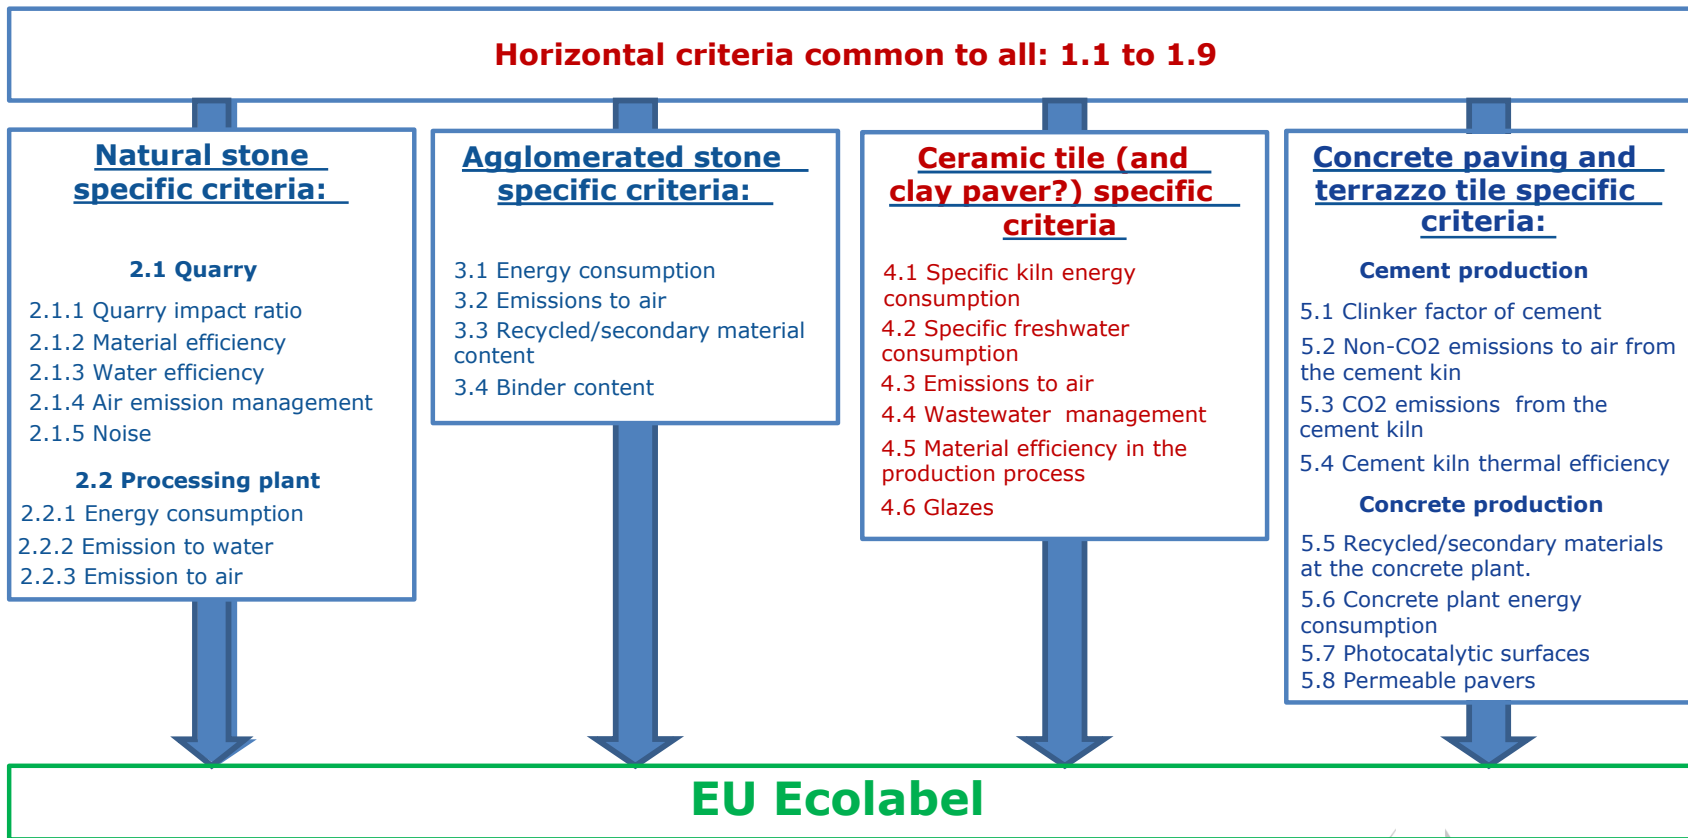 Horizontal criteria common to all: 1.1 to 1.9
Natural stone
specific criteria:
2.1 Quarry
2.1.1 Quarry impact ratio
2.1.2 Material efficiency
2.1.3 Water efficiency
2.1.4 Air emission management
2.1.5 Noise
2.2 Processing plant
2.2.1 Energy consumption
2.2.2 Emission to water
2.2.3 Emission to air
Agglomerated stone
specific criteria:
3.1 Energy consumption
3.2 Emissions to air
3.3 Recycled/secondary material
content
3.4 Binder content
Ceramic tile (and
clay paver?) specific
criteria
4.1 Specific kiln energy
consumption
4.2 Specific freshwater
consumption
4.3 Emissions to air
4.4 Wastewater management
4.5 Material efficiency in the
production process
4.6 Glazes
Concrete paving and
terrazzo tile specific
criteria:
Cement production
5.1 Clinker factor of cement
5.2 Non-CO2 emissions to air from
the cement kin
5.3 CO2 emissions from the
cement kiln
5.4 Cement kiln thermal efficiency
Concrete production
5.5 Recycled/secondary materials
at the concrete plant.
5.6 Concrete plant energy
consumption
5.7 Photocatalytic surfaces
5.8 Permeable pavers
EU Ecolabel